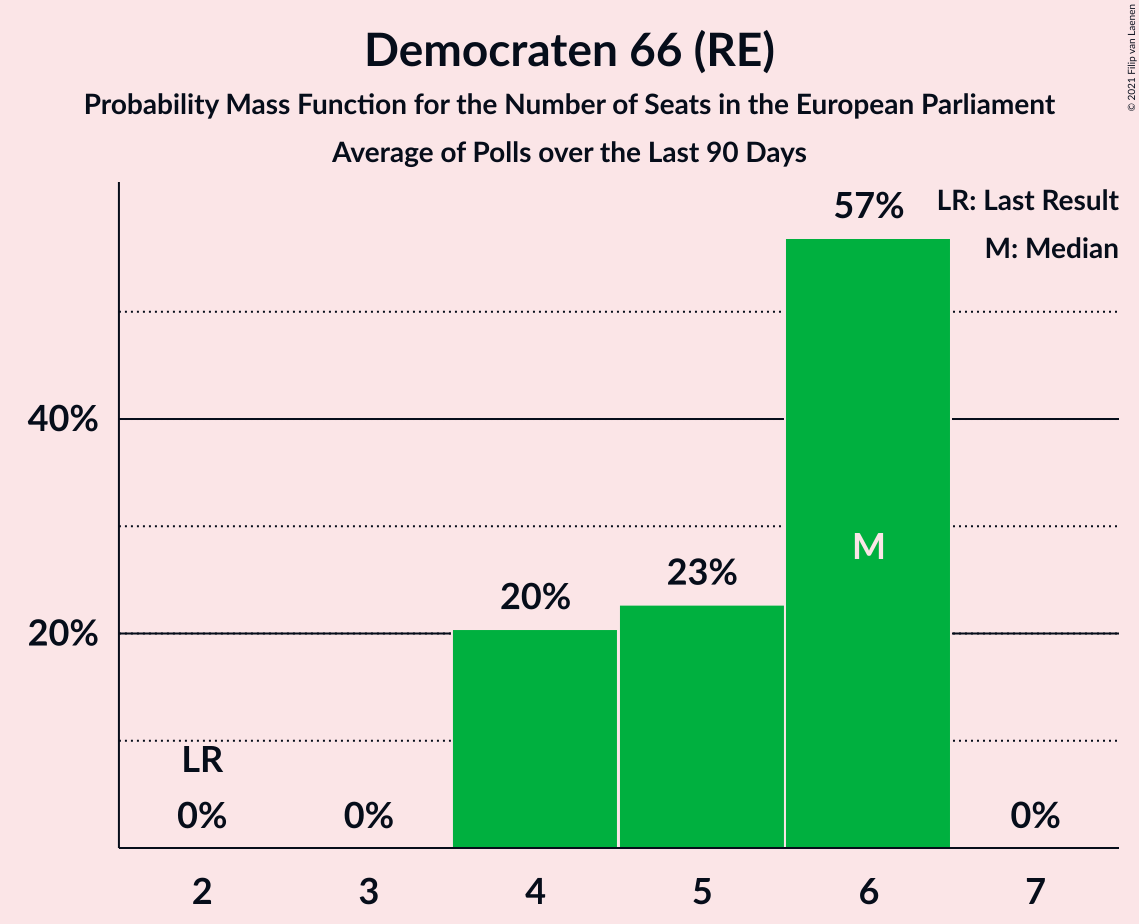 Democraten 66 (RE)
Probability Mass Function for the Number of Seats in the European Parliament
Average of Polls over the Last 90 Days
© 2021 Filip van Laenen
LR: Last Result
M: Median
57%
40%
M
23%
20%
20%
LR
0%
0%
0%
2
3
4
5
6
7